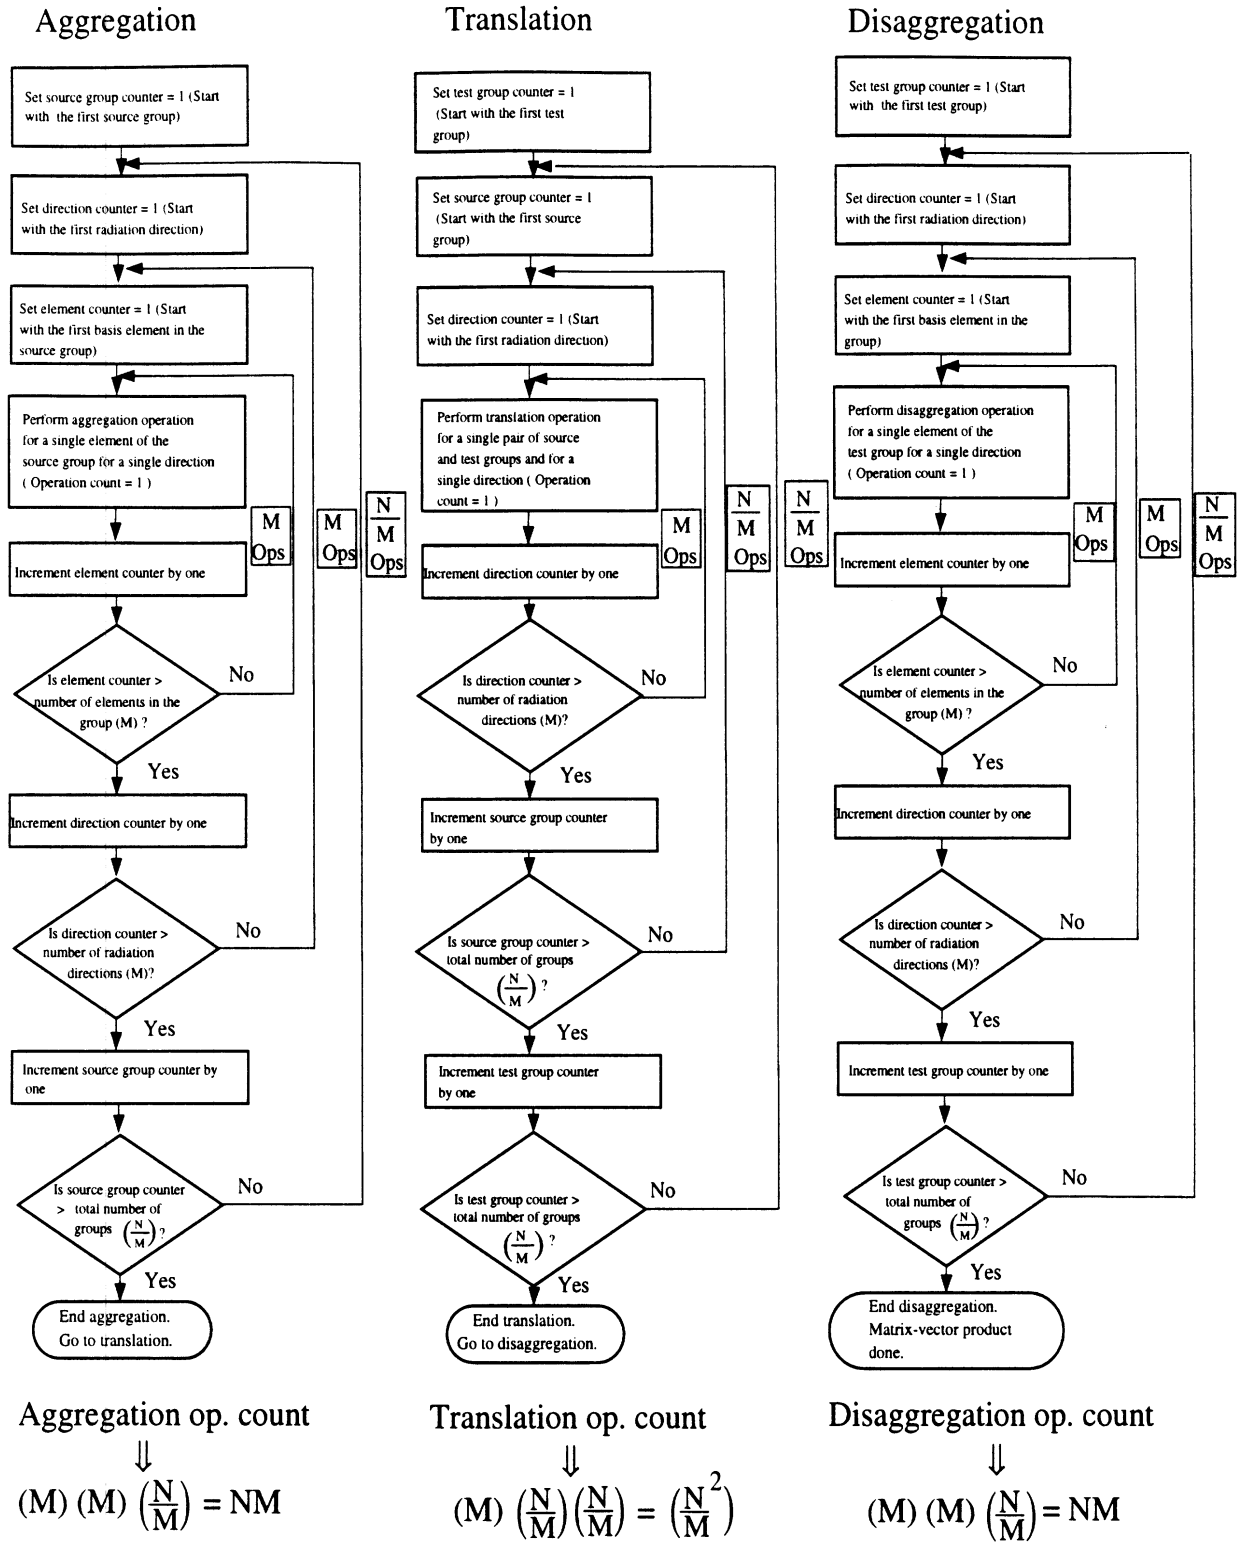 Aggregation
Set source group counter = 1 (Start
with the first source group)
Set direction counter = 1 (Start
with the first radiation direction)
Set element counter = 1 (Start
with the first basis element in the
source group)
Perform aggregation operation
for a single element of the
source group for a single direction
( Operation count = 1 )
M
Ops
M
Ops
N
M
Ops
Increment element counter by one
Is element counter >
number of elements in the
group (M) ?
No
Yes
Increment direction counter by one
Is direction counter >
number of radiation
directions (M)?
No
Yes
Increment source group counter by
one
Is source group counter
> total number of
groups (N/M) ?
No
Yes
End aggregation.
Go to translation.
Aggregation op. count
⇓
(M) (M) (N/M) = NM
Translation
Set test group counter = 1
(Start with the first test
group)
Set source group counter = 1
(Start with the first source
group)
Set direction counter = 1 (Start
with the first radiation direction)
Perform translation operation
for a single pair of source
and test groups and for a
single direction ( Operation
count = 1 )
M
Ops
N
M
Ops
N
M
Ops
Increment direction counter by one
Is direction counter >
number of radiation
directions (M)?
No
Yes
Increment source group counter
by one
Is source group counter >
total number of groups
(N/M) ?
No
Yes
Increment test group counter
by one
Is test group counter >
total number of groups
(N/M) ?
No
Yes
End translation.
Go to disaggregation.
Translation op. count
⇓
(M) (N/M) (N/M) = (N²/M)
Disaggregation
Set test group counter = 1 (Start
with the first test group)
Set direction counter = 1 (Start
with the first radiation direction)
Set element counter = 1 (Start
with the first basis element in the
group)
Perform disaggregation operation
for a single element of the
test group for a single direction
( Operation count = 1 )
M
Ops
M
Ops
N
M
Ops
Increment element counter by one
Is element counter >
number of elements in the
group (M) ?
No
Yes
Increment direction counter by one
Is direction counter >
number of radiation
directions (M)?
No
Yes
Increment test group counter by one
Is test group counter >
total number of
groups (N/M) ?
No
Yes
End disaggregation.
Matrix-vector product
done.
Disaggregation op. count
⇓
(M) (M) (N/M) = NM